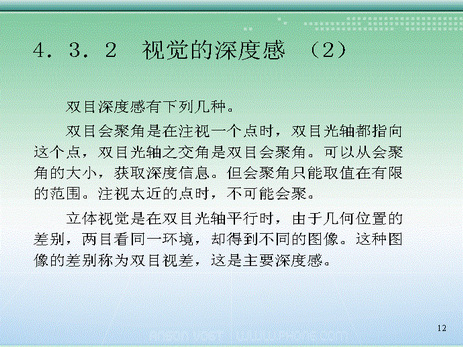 4．3．2　视觉的深度感 （2）
双目深度感有下列几种。
双目会聚角是在注视一个点时，双目光轴都指向
这个点，双目光轴之交角是双目会聚角。可以从会聚
角的大小，获取深度信息。但会聚角只能取值在有限
的范围。注视太近的点时，不可能会聚。
立体视觉是在双目光轴平行时，由于几何位置的
差别，两目看同一环境，却得到不同的图像。这种图
像的差别称为双目视差，这是主要深度感。
12